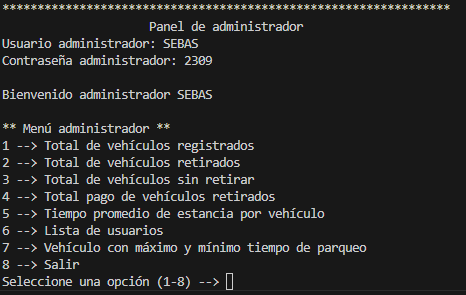 ****************************************************************
Panel de administrador
Usuario administrador: SEBAS
Contraseña administrador: 2309
Bienvenido administrador SEBAS
** Menú administrador **
1 --> Total de vehículos registrados
2 --> Total de vehículos retirados
3 --> Total de vehículos sin retirar
4 --> Total pago de vehículos retirados
5 --> Tiempo promedio de estancia por vehículo
6 --> Lista de usuarios
7 --> Vehículo con máximo y mínimo tiempo de parqueo
8 --> Salir
Seleccione una opción (1-8) -->